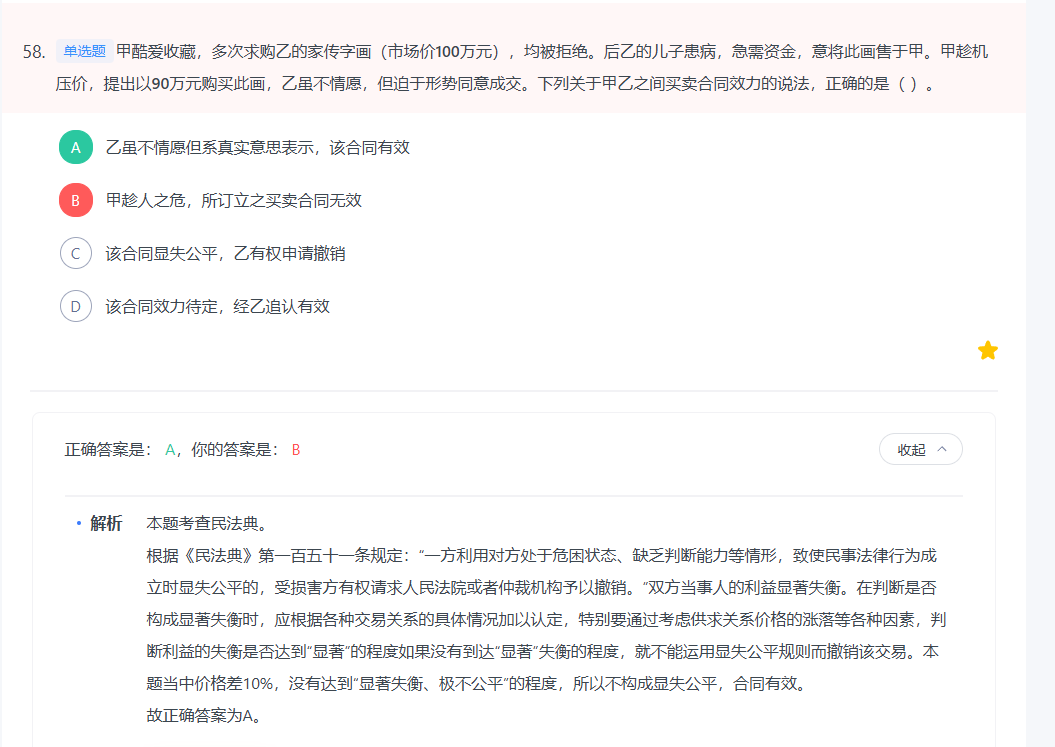 58. 单选题 甲酷爱收藏，多次求购乙的家传字画（市场价100万元），均被拒绝。后乙的儿子患病，急需资金，意将此画售于甲。甲趁机
压价，提出以90万元购买此画，乙虽不情愿，但迫于形势同意成交。下列关于甲乙之间买卖合同效力的说法，正确的是（ ）。
A 乙虽不情愿但系真实意思表示，该合同有效
B 甲趁人之危，所订立之买卖合同无效
C 该合同显失公平，乙有权申请撤销
D 该合同效力待定，经乙追认有效
正确答案是： A，你的答案是： B
收起
• 解析 本题考查民法典。
根据《民法典》第一百五十一条规定：“一方利用对方处于危困状态、缺乏判断能力等情形，致使民事法律行为成
立时显失公平的，受损害方有权请求人民法院或者仲裁机构予以撤销。”双方当事人的利益显著失衡。在判断是否
构成显著失衡时，应根据各种交易关系的具体情况加以认定，特别要通过考虑供求关系价格的涨落等各种因素，判
断利益的失衡是否达到“显著”的程度如果没有到达“显著”失衡的程度，就不能运用显失公平规则而撤销该交易。本
题当中价格差10%，没有达到“显著失衡、极不公平”的程度，所以不构成显失公平，合同有效。
故正确答案为A。